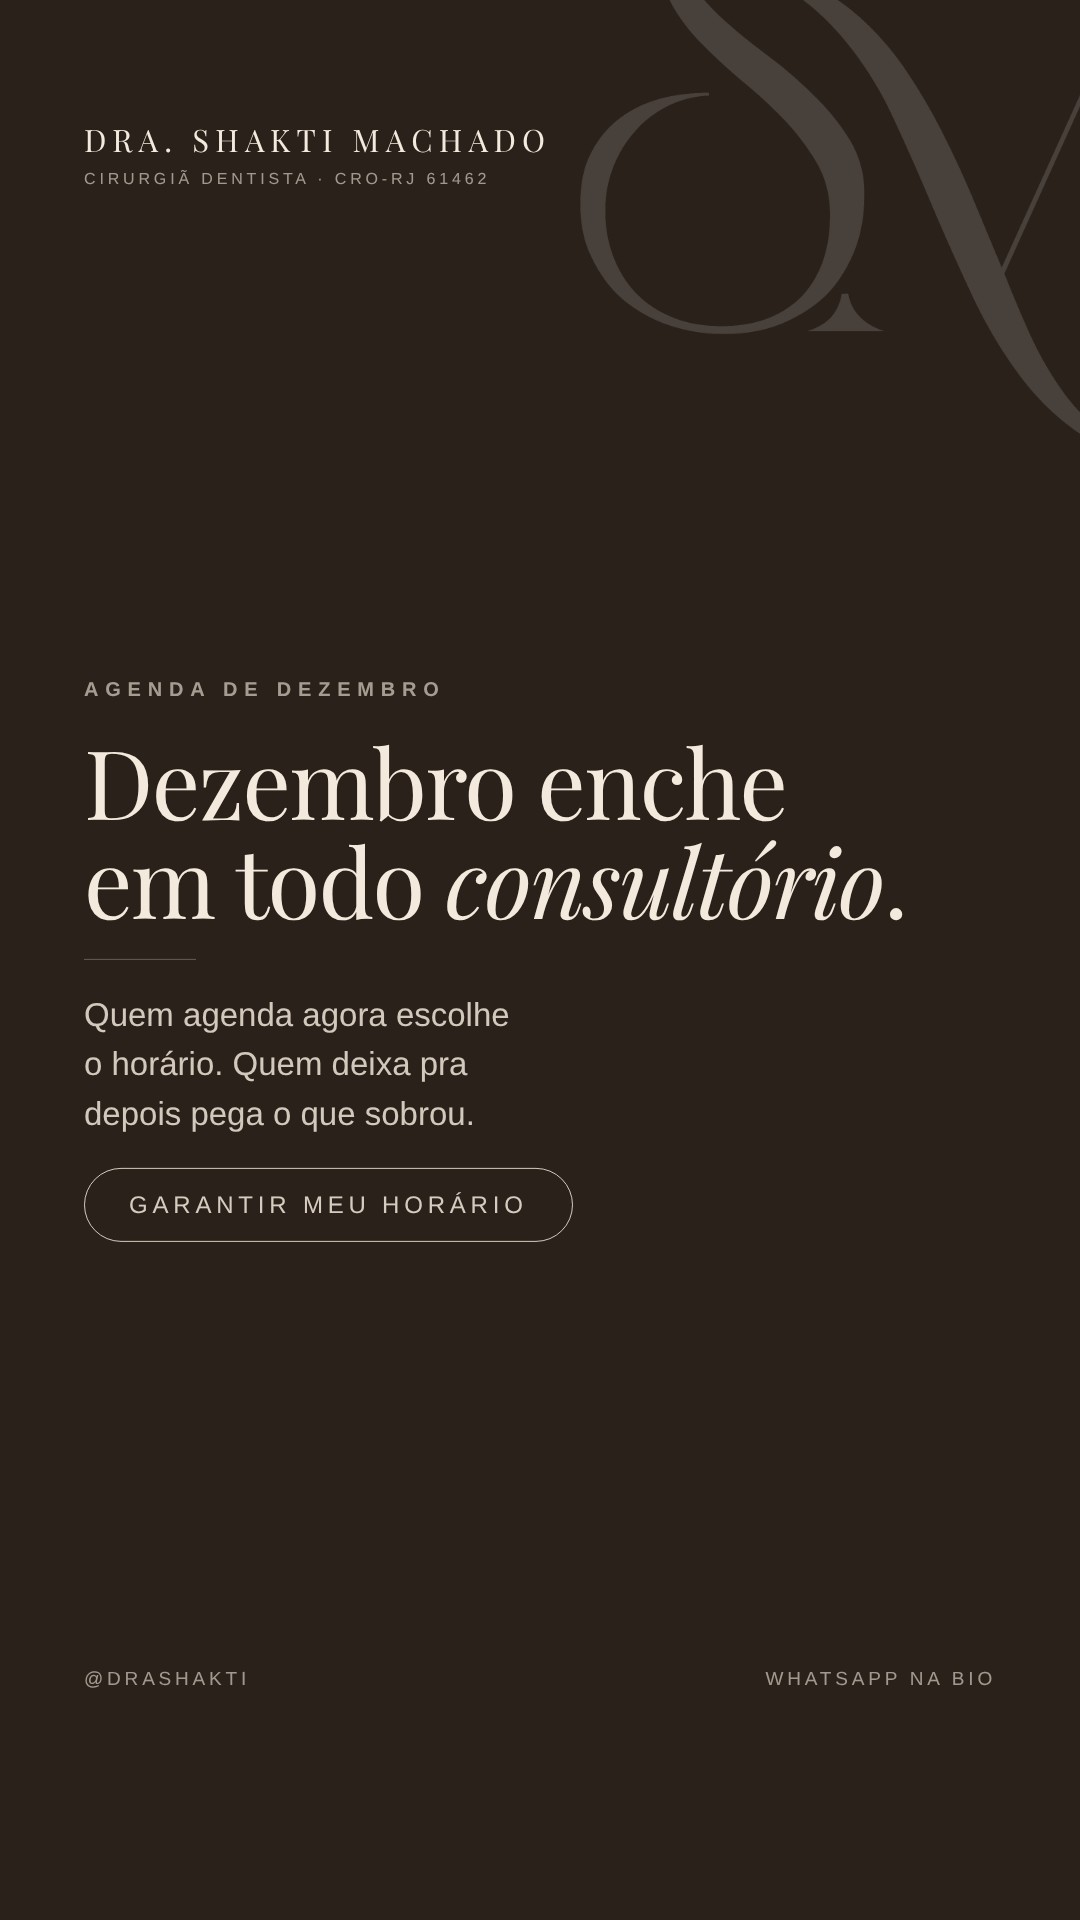 DRA. SHAKTI MACHADO
CIRURGIÃ DENTISTA · CRO-RJ 61462
AGENDA DE DEZEMBRO
Dezembro enche
em todo consultório.
Quem agenda agora escolhe
o horário. Quem deixa pra
depois pega o que sobrou.
GARANTIR MEU HORÁRIO
@DRASHAKTI
WHATSAPP NA BIO